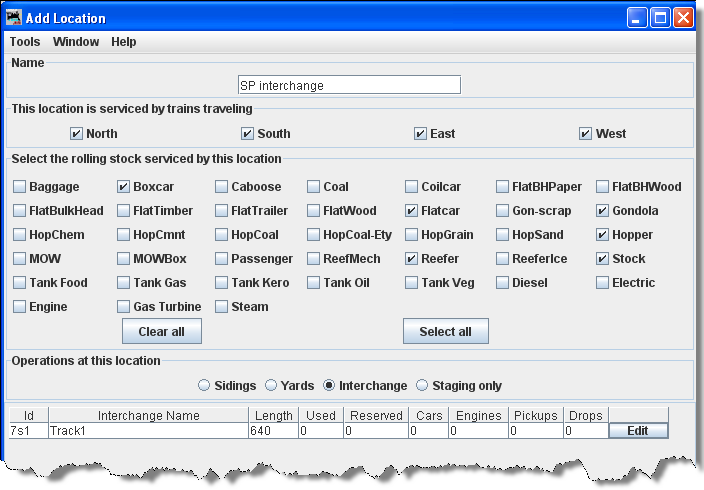 Add Location
Tools Window Help
Name
SP interchange
This location is serviced by trains traveling
North South East West
Select the rolling stock serviced by this location
Baggage Boxcar Caboose Coal Coilcar FlatBHPaper FlatBHWood
FlatBulkHead FlatTimber FlatTrailer FlatWood Flatcar Gon-scrap Gondola
HopChem HopCmnt HopCoal HopCoal-Ety HopGrain HopSand Hopper
MOW MOWBox Passenger ReefMech Reefer ReeferIce Stock
Tank Food Tank Gas Tank Kero Tank Oil Tank Veg Diesel Electric
Engine Gas Turbine Steam
Clear all Select all
Operations at this location
Sidings Yards Interchange Staging only
Id Interchange Name Length Used Reserved Cars Engines Pickups Drops
7s1 Track1 640 0 0 0 0 0 0 Edit